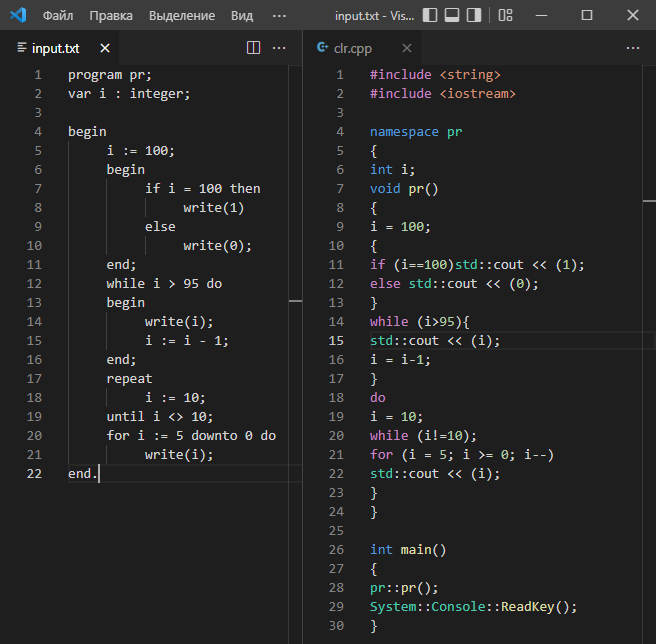 Файл Правка Выделение Вид ··· input.txt - Vis...
input.txt
clr.cpp
1 program pr;
2 var i : integer;
3
4 begin
5 i := 100;
6 begin
7 if i = 100 then
8 write(1)
9 else
10 write(0);
11 end;
12 while i > 95 do
13 begin
14 write(i);
15 i := i - 1;
16 end;
17 repeat
18 i := 10;
19 until i <> 10;
20 for i := 5 downto 0 do
21 write(i);
22 end.
1 #include <string>
2 #include <iostream>
3
4 namespace pr
5 {
6 int i;
7 void pr()
8 {
9 i = 100;
10 {
11 if (i==100)std::cout << (1);
12 else std::cout << (0);
13 }
14 while (i>95){
15 std::cout << (i);
16 i = i-1;
17 }
18 do
19 i = 10;
20 while (i!=10);
21 for (i = 5; i >= 0; i--)
22 std::cout << (i);
23 }
24 }
25
26 int main()
27 {
28 pr::pr();
29 System::Console::ReadKey();
30 }